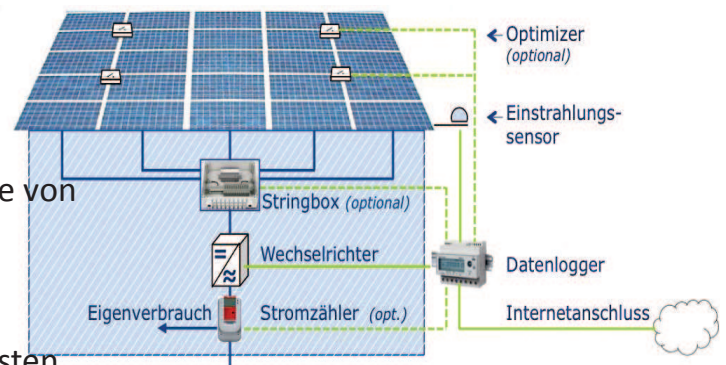 Optimizer
(optional)
Einstrahlungs-
sensor
e von
Stringbox (optional)
Wechselrichter
Datenlogger
Eigenverbrauch
Stromzähler (opt.)
Internetanschluss
sten